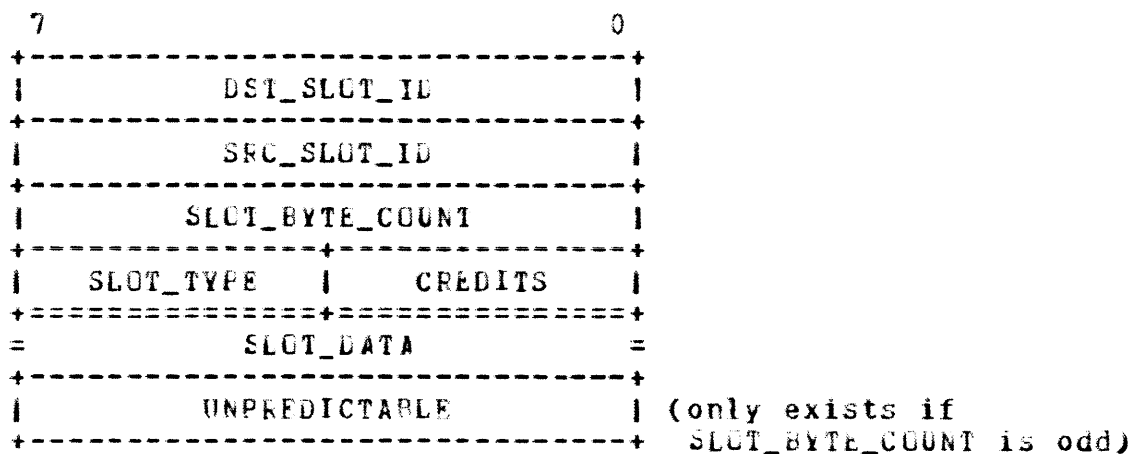 7 0
DST_SLOT_ID
SRC_SLOT_ID
SLOT_BYTE_COUNT
SLOT_TYPE | CREDITS
= SLOT_DATA =
UNPREDICTABLE (only exists if
SLOT_BYTE_COUNT is odd)